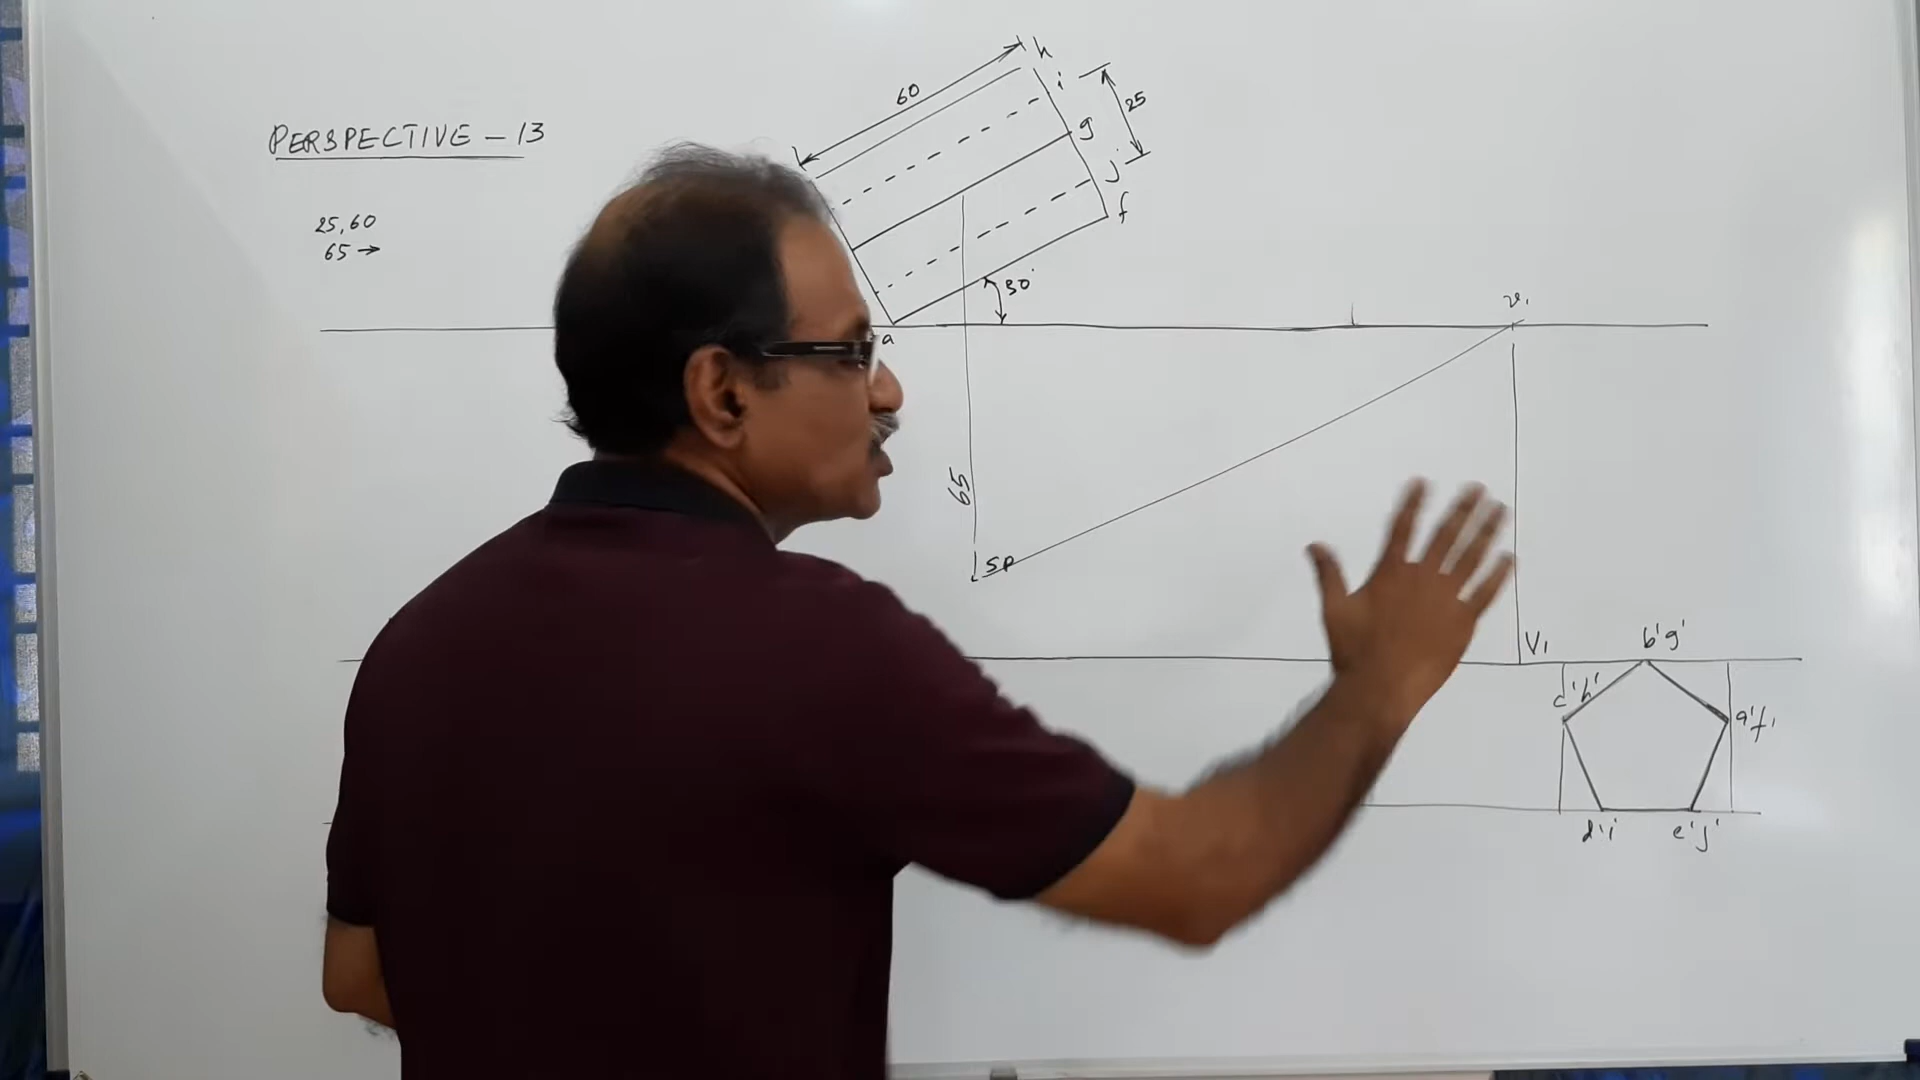 PERSPECTIVE – 13
25,60
65 →
60
h
i
25
g
j
f
30°
a
v₁
65
SP
V₁
b'g'
c'h'
a'f'
d'i'
e'j'